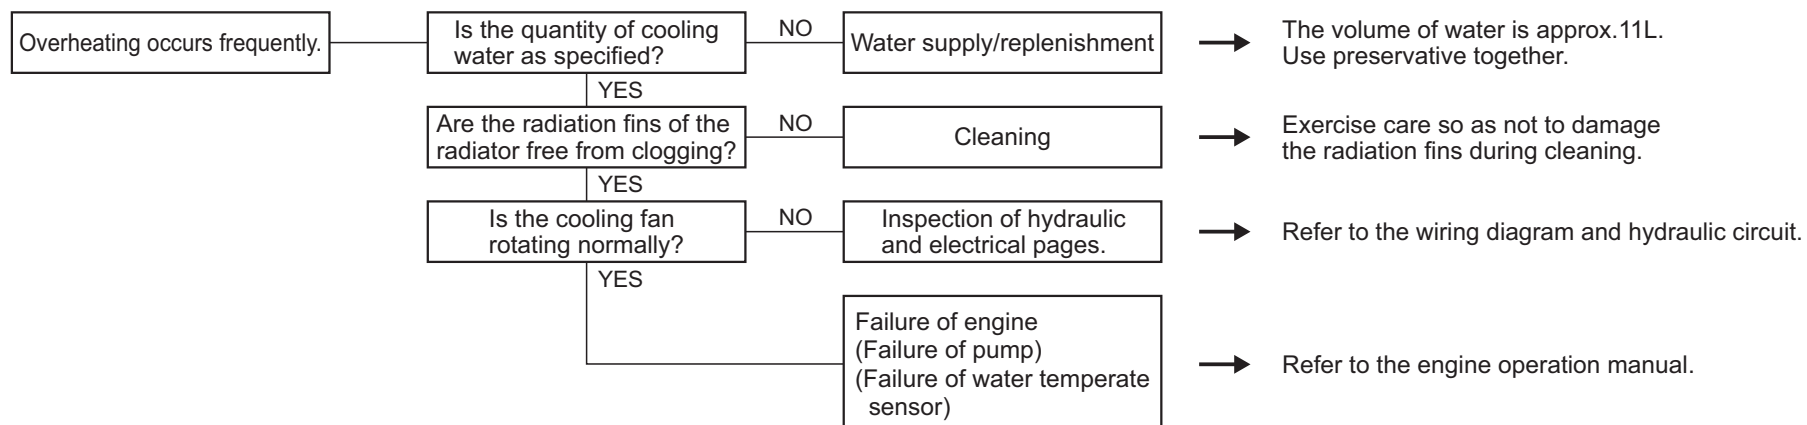 Overheating occurs frequently.
Is the quantity of cooling
water as specified?
NO
Water supply/replenishment
The volume of water is approx.11L.
Use preservative together.
YES
Are the radiation fins of the
radiator free from clogging?
NO
Cleaning
Exercise care so as not to damage
the radiation fins during cleaning.
YES
Is the cooling fan
rotating normally?
NO
Inspection of hydraulic
and electrical pages.
Refer to the wiring diagram and hydraulic circuit.
YES
Failure of engine
(Failure of pump)
(Failure of water temperate
sensor)
Refer to the engine operation manual.